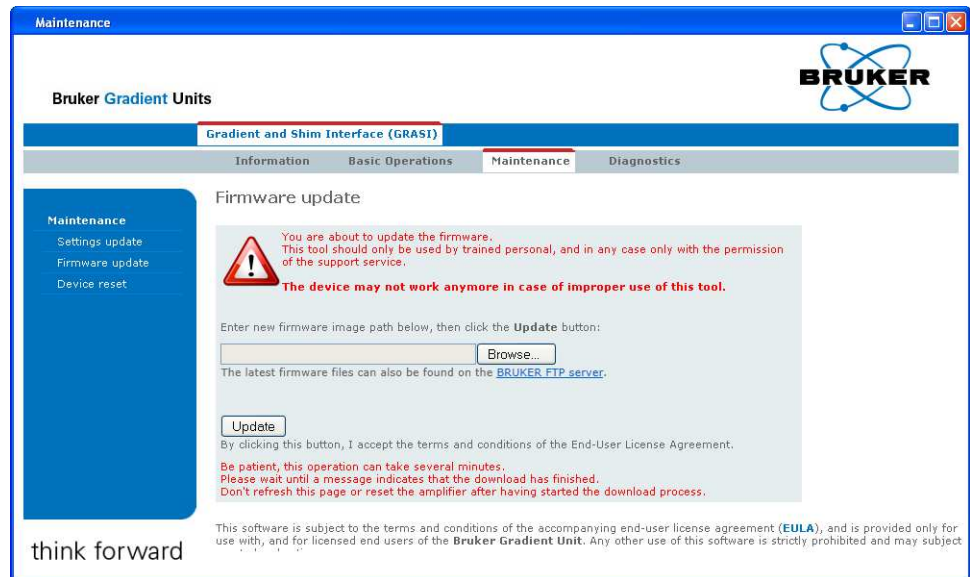 Maintenance
BRUKER
Bruker Gradient Units
Gradient and Shim Interface (GRASI)
Information Basic Operations Maintenance Diagnostics
Maintenance
Settings update
Firmware update
Device reset
Firmware update
You are about to update the firmware.
This tool should only be used by trained personal, and in any case only with the permission
of the support service.
The device may not work anymore in case of improper use of this tool.
Enter new firmware image path below, then click the Update button:
Browse...
The latest firmware files can also be found on the BRUKER FTP server.
Update
By clicking this button, I accept the terms and conditions of the End-User License Agreement.
Be patient, this operation can take several minutes.
Please wait until a message indicates that the download has finished.
Don't refresh this page or reset the amplifier after having started the download process.
This software is subject to the terms and conditions of the accompanying end-user license agreement (EULA), and is provided only for
use with, and for licensed end users of the Bruker Gradient Unit. Any other use of this software is strictly prohibited and may subject
think forward